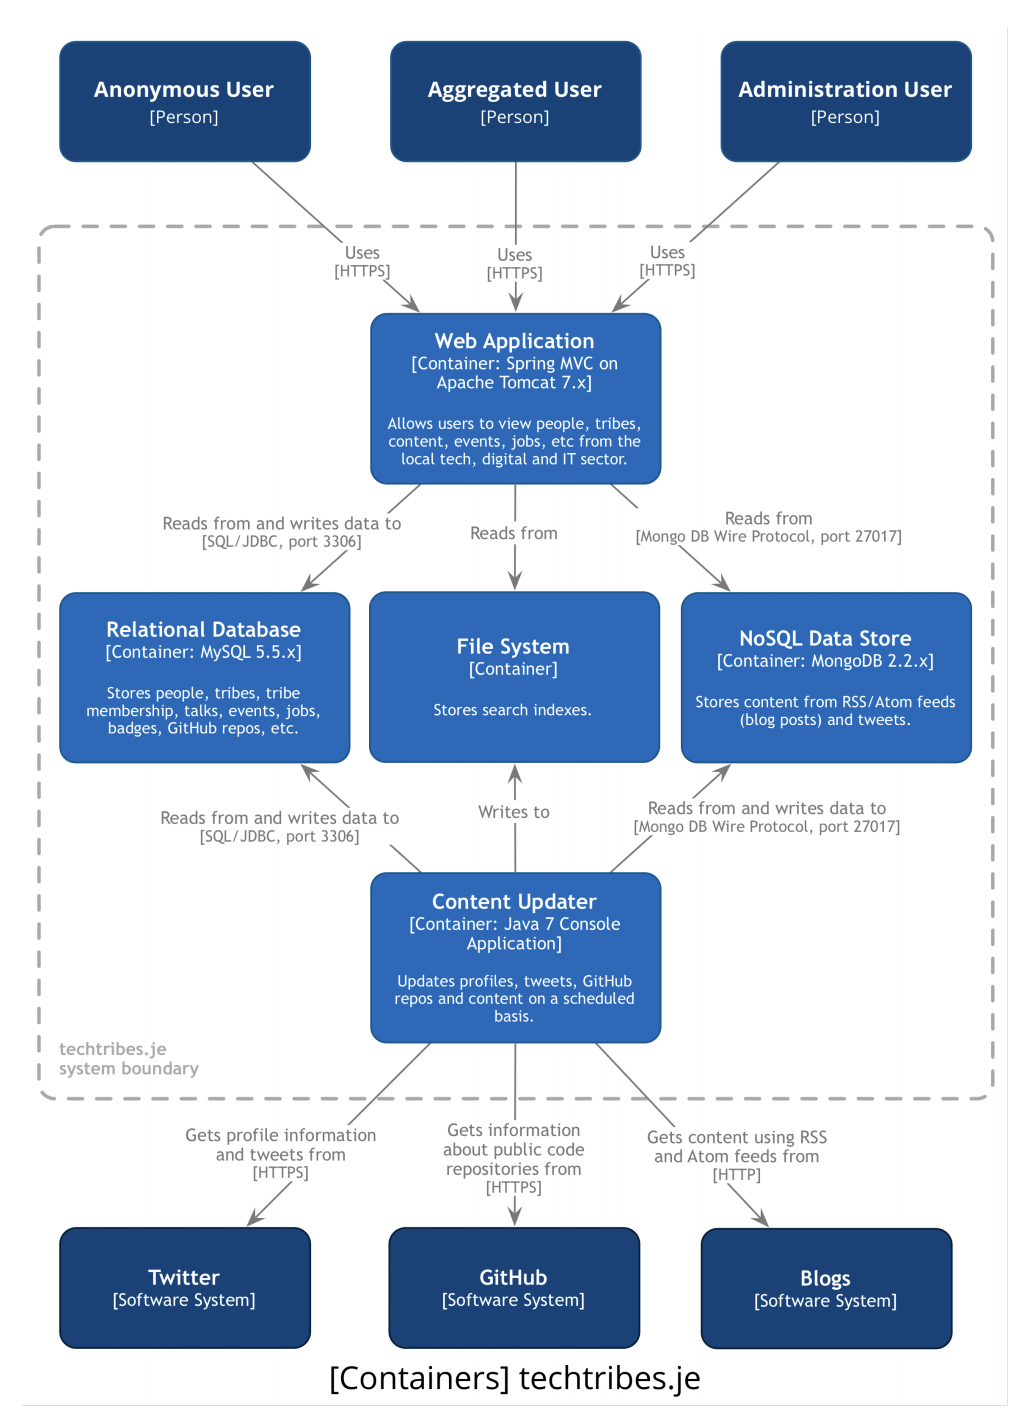 Anonymous User
[Person]
Aggregated User
[Person]
Administration User
[Person]
Uses
[HTTPS]
Uses
[HTTPS]
Uses
[HTTPS]
Web Application
[Container: Spring MVC on
Apache Tomcat 7.x]
Allows users to view people, tribes,
content, events, jobs, etc from the
local tech, digital and IT sector.
Reads from and writes data to
[SQL/JDBC, port 3306]
Reads from
Reads from
[Mongo DB Wire Protocol, port 27017]
Relational Database
[Container: MySQL 5.5.x]
Stores people, tribes, tribe
membership, talks, events, jobs,
badges, GitHub repos, etc.
File System
[Container]
Stores search indexes.
NoSQL Data Store
[Container: MongoDB 2.2.x]
Stores content from RSS/Atom feeds
(blog posts) and tweets.
Reads from and writes data to
[SQL/JDBC, port 3306]
Writes to
Reads from and writes data to
[Mongo DB Wire Protocol, port 27017]
Content Updater
[Container: Java 7 Console
Application]
Updates profiles, tweets, GitHub
repos and content on a scheduled
basis.
techtribes.je
system boundary
Gets profile information
and tweets from
[HTTPS]
Gets information
about public code
repositories from
[HTTPS]
Gets content using RSS
and Atom feeds from
[HTTP]
Twitter
[Software System]
GitHub
[Software System]
Blogs
[Software System]
[Containers] techtribes.je